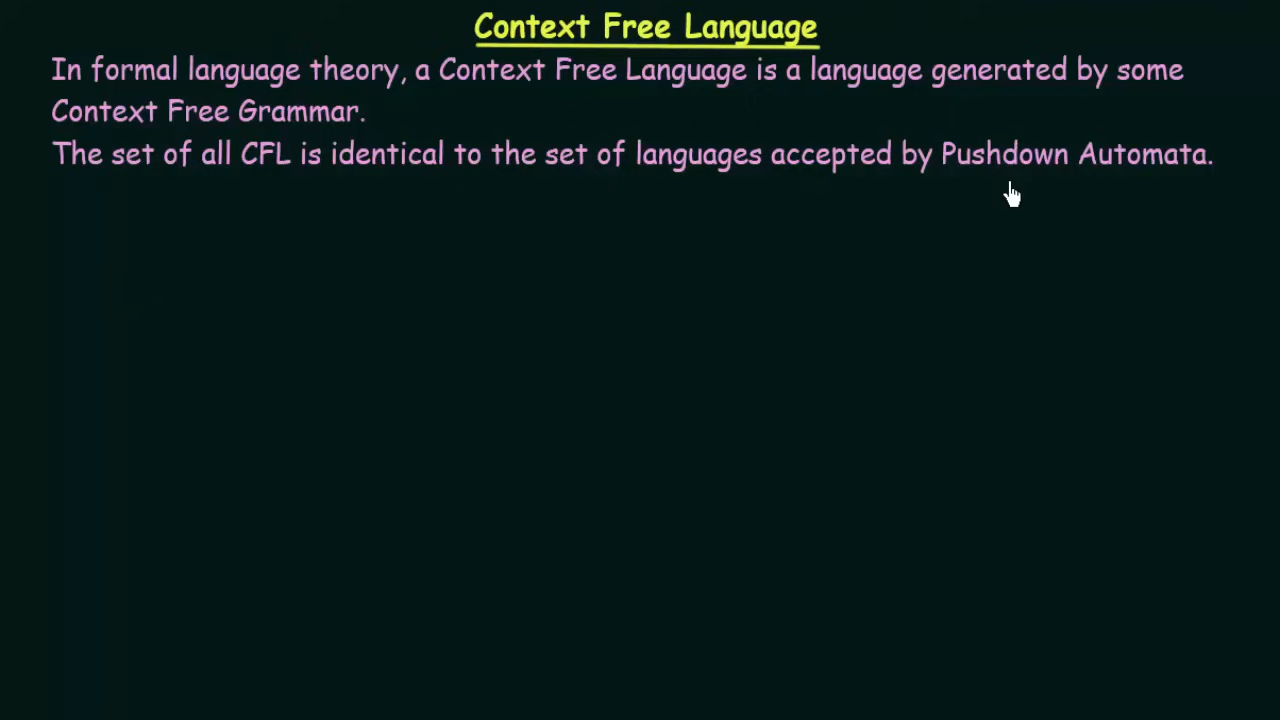 Context Free Language
In formal language theory, a Context Free Language is a language generated by some
Context Free Grammar.
The set of all CFL is identical to the set of languages accepted by Pushdown Automata.